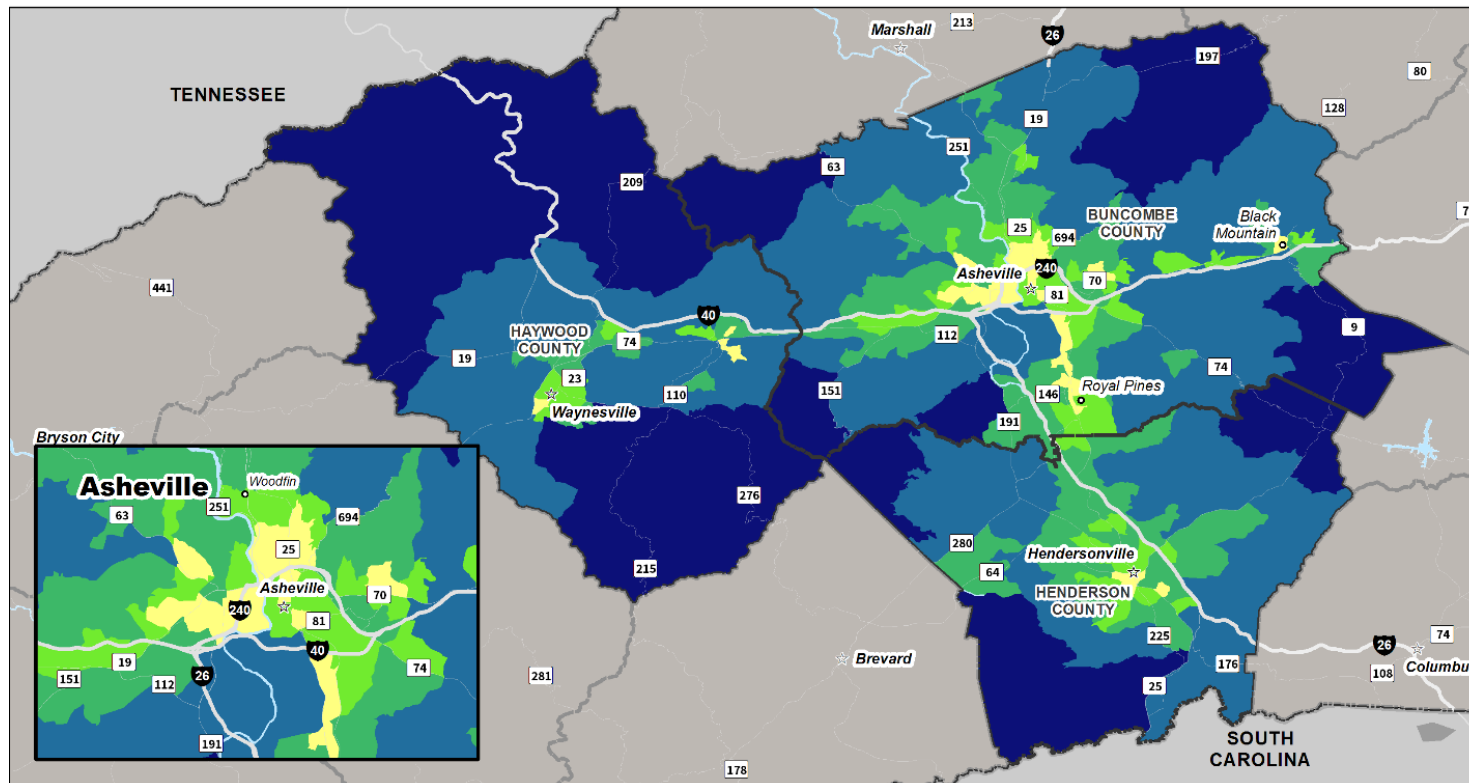 213
Marshall
26
197
80
TENNESSEE
128
19
251
63
209
BUNCOMBE
COUNTY
Black
Mountain
25
694
441
240
Asheville
70
81
40
9
HAYWOOD
COUNTY
74
112
19
74
23
110
151
146
Royal Pines
Waynesville
191
Bryson City
Asheville
Woodfin
251
63
694
25
276
280
Hendersonville
64
HENDERSON
COUNTY
Asheville
70
240
81
215
225
40
19
74
151
112
26
26
74
Columbu
108
176
Brevard
281
25
191
SOUTH
CAROLINA
178